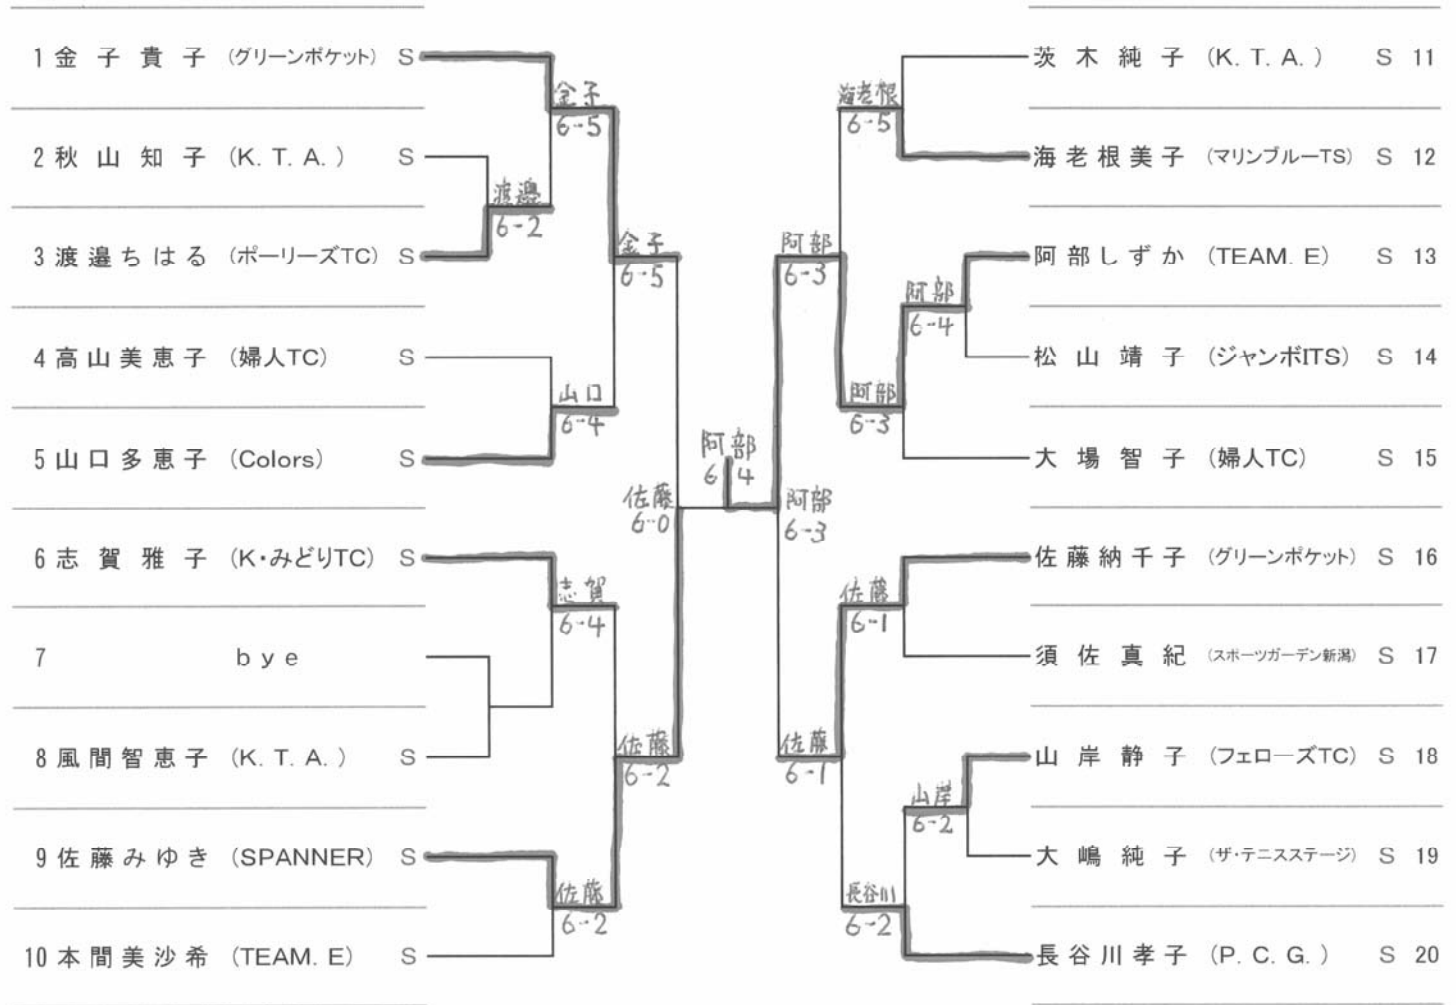 1 金子貴子 (グリーンポケット) S
2 秋山知子 (K.T.A.) S
3 渡邉ちはる (ポーリーズTC) S
4 高山美恵子 (婦人TC) S
5 山口多恵子 (Colors) S
6 志賀雅子 (K・みどりTC) S
7 bye
8 風間智恵子 (K.T.A.) S
9 佐藤みゆき (SPANNER) S
10 本間美沙希 (TEAM.E) S
金子
6-5
渡邉
6-2
金子
6-5
山口
6-4
佐藤
6-0
志賀
6-4
佐藤
6-2
佐藤
6-2
阿部
6 4
海老根
6-5
阿部
6-3
阿部
6-4
阿部
6-3
阿部
6-3
佐藤
6-1
佐藤
6-1
山岸
6-2
長谷川
6-2
茨木純子 (K.T.A.) S 11
海老根美子 (マリンブルーTS) S 12
阿部しずか (TEAM.E) S 13
松山靖子 (ジャンボITS) S 14
大場智子 (婦人TC) S 15
佐藤納千子 (グリーンポケット) S 16
須佐真紀 (スポーツガーデン新潟) S 17
山岸静子 (フェローズTC) S 18
大嶋純子 (ザ・テニスステージ) S 19
長谷川孝子 (P.C.G.) S 20